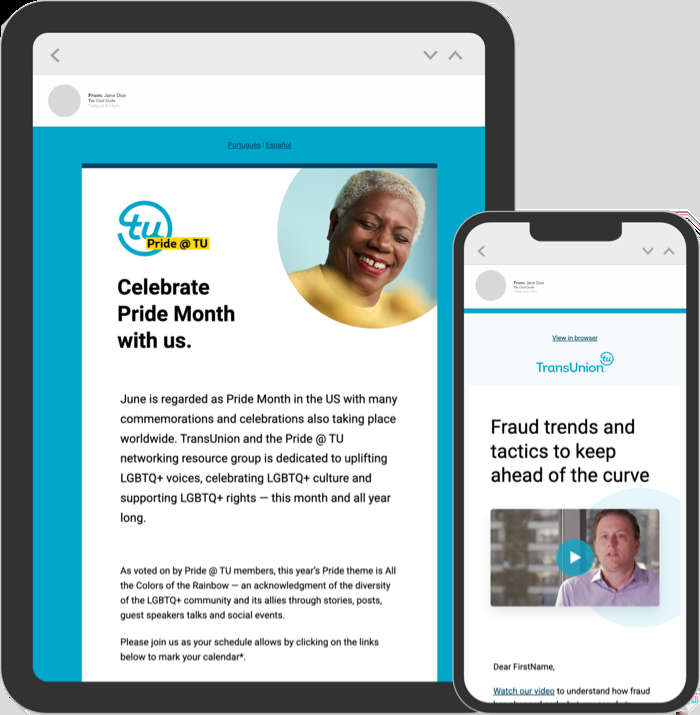 From: Jane Doe
To: Cool Dude
Português | Español
tu
Pride @ TU
Celebrate
Pride Month
with us.
June is regarded as Pride Month in the US with many
commemorations and celebrations also taking place
worldwide. TransUnion and the Pride @ TU
networking resource group is dedicated to uplifting
LGBTQ+ voices, celebrating LGBTQ+ culture and
supporting LGBTQ+ rights — this month and all year
long.
As voted on by Pride @ TU members, this year's Pride theme is All
the Colors of the Rainbow — an acknowledgment of the diversity
of the LGBTQ+ community and its allies through stories, posts,
guest speakers talks and social events.
Please join us as your schedule allows by clicking on the links
below to mark your calendar*.
From: Jane Doe
To: Cool Dude
View in browser
TransUnion tu
Fraud trends and
tactics to keep
ahead of the curve
Dear FirstName,
Watch our video to understand how fraud